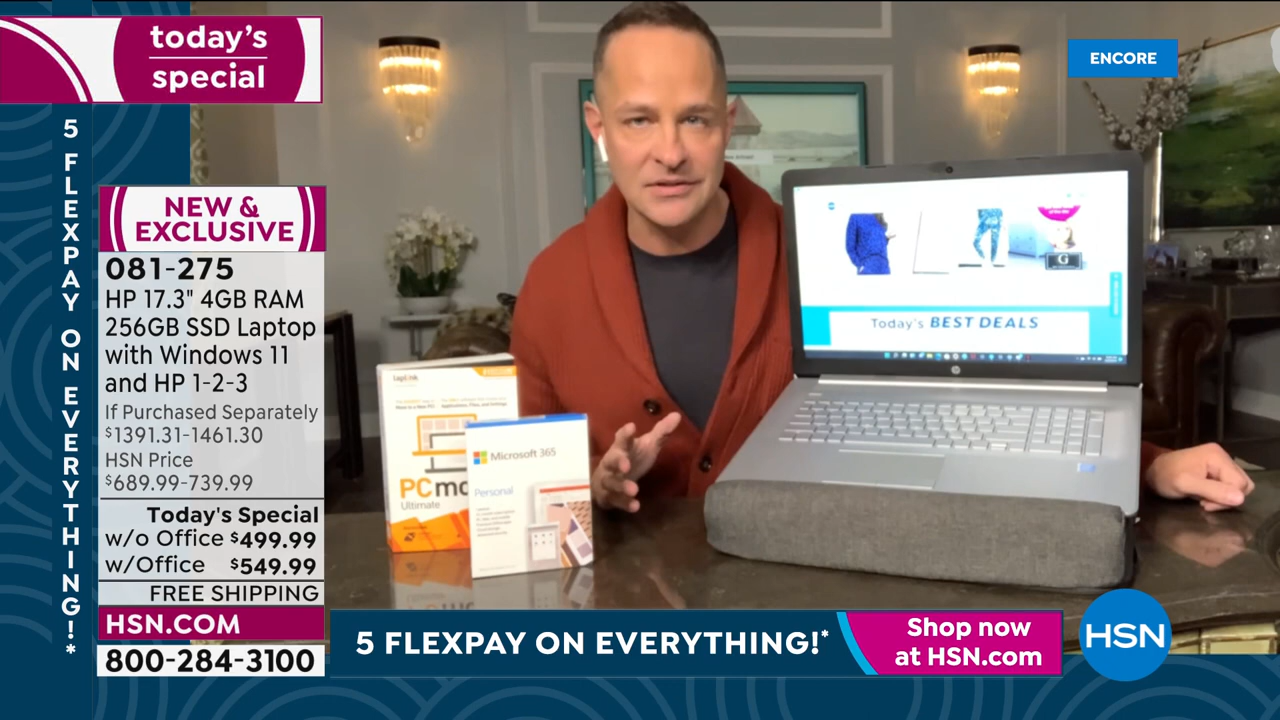 today's
special
5 FLEXPAY ON EVERYTHING!*
NEW &
EXCLUSIVE
081-275
HP 17.3" 4GB RAM
256GB SSD Laptop
with Windows 11
and HP 1-2-3
If Purchased Separately
$1391.31-1461.30
HSN Price
$689.99-739.99
Today's Special
w/o Office $499.99
w/Office $549.99
FREE SHIPPING
HSN.COM
800-284-3100
ENCORE
Today's BEST DEALS
hp
G
laplink
PCmo
Ultimate
Microsoft 365
Personal
5 FLEXPAY ON EVERYTHING!*
Shop now
at HSN.com
HSN